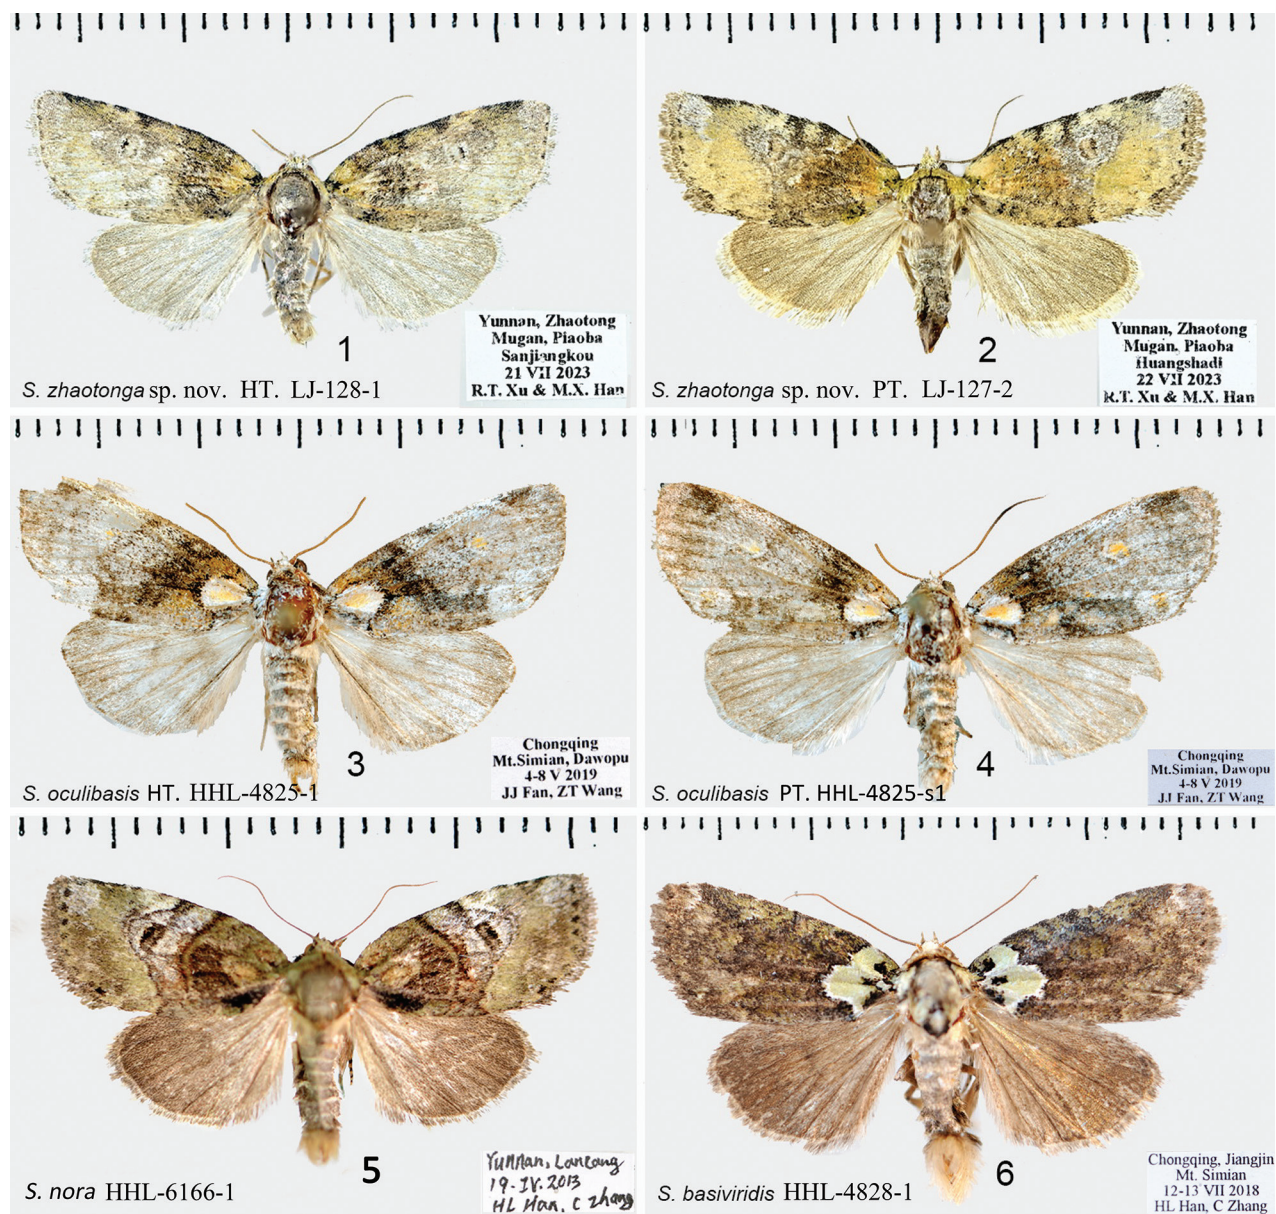 Yunnan, Zhaotong
Mugan, Piaoba
Sanjiangkou
21 VII 2023
R.T. Xu & M.X. Han
1
S. zhaotonga sp. nov. HT. LJ-128-1
Yunnan, Zhaotong
Mugan, Piaoba
Huangshadi
22 VII 2023
R.T. Xu & M.X. Han
2
S. zhaotonga sp. nov. PT. LJ-127-2
Chongqing
Mt.Simian, Dawopu
4-8 V 2019
JJ Fan, ZT Wang
3
S. oculibasis HT. HHL-4825-1
Chongqing
Mt.Simian, Dawopu
4-8 V 2019
JJ Fan, ZT Wang
4
S. oculibasis PT. HHL-4825-s1
Yunnan, Lancang
19-IV.2013
HL Han, C Zhang
5
S. nora HHL-6166-1
Chongqing, Jiangjin
Mt. Simian
12-13 VII 2018
HL Han, C Zhang
6
S. basiviridis HHL-4828-1